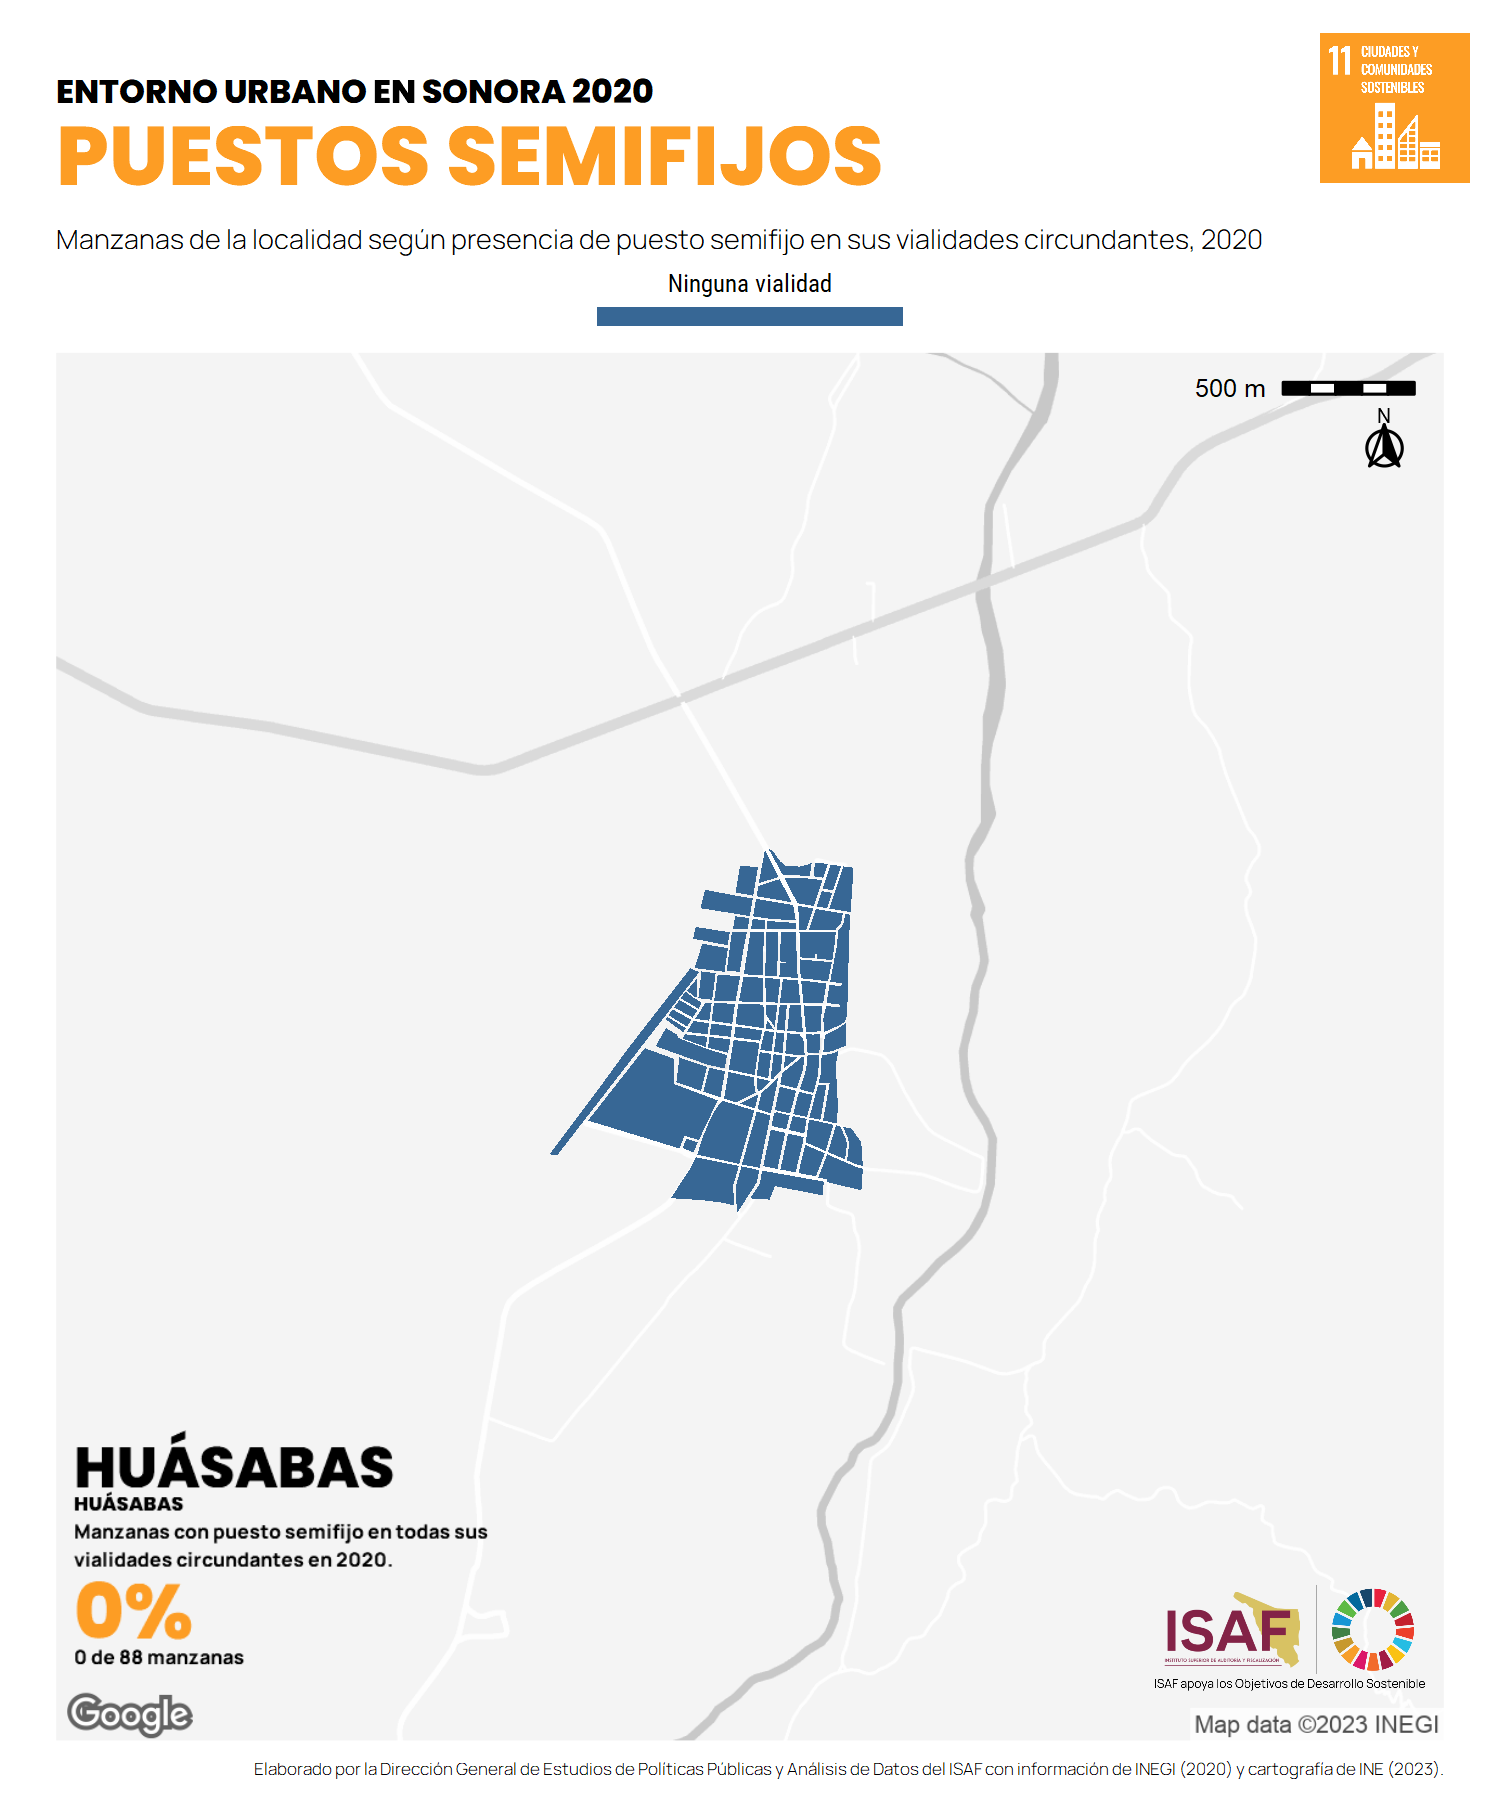 ENTORNO URBANO EN SONORA 2020
PUESTOS SEMIFIJOS
11 CIUDADES Y
COMUNIDADES
SOSTENIBLES
Manzanas de la localidad según presencia de puesto semifijo en sus vialidades circundantes, 2020
Ninguna vialidad
500 m
N
HUÁSABAS
HUÁSABAS
Manzanas con puesto semifijo en todas sus
vialidades circundantes en 2020.
0%
0 de 88 manzanas
Google
ISAF
INSTITUTO SUPERIOR DE AUDITORÍA Y FISCALIZACIÓN
ISAF apoya los Objetivos de Desarrollo Sostenible
Map data ©2023 INEGI
Elaborado por la Dirección General de Estudios de Políticas Públicas y Análisis de Datos del ISAF con información de INEGI (2020) y cartografía de INE (2023).